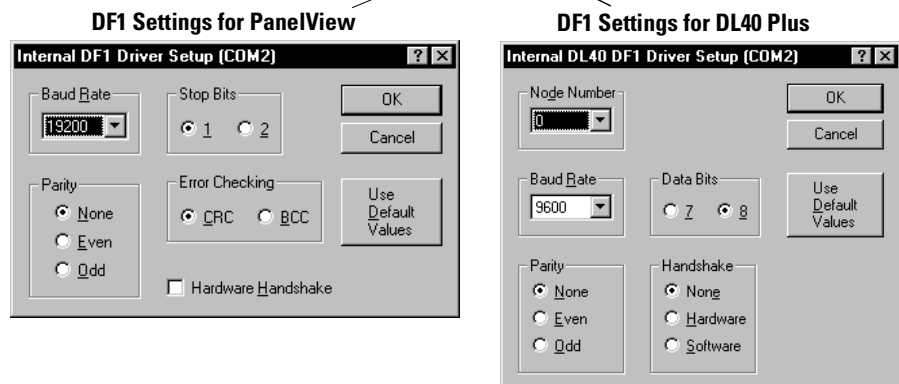 DF1 Settings for PanelView
Internal DF1 Driver Setup (COM2)
Baud Rate
19200
Stop Bits
1 2
OK
Cancel
Parity
None
Even
Odd
Error Checking
CRC BCC
Use
Default
Values
Hardware Handshake
DF1 Settings for DL40 Plus
Internal DL40 DF1 Driver Setup (COM2)
Node Number
0
OK
Cancel
Baud Rate
9600
Data Bits
7 8
Use
Default
Values
Parity
None
Even
Odd
Handshake
None
Hardware
Software